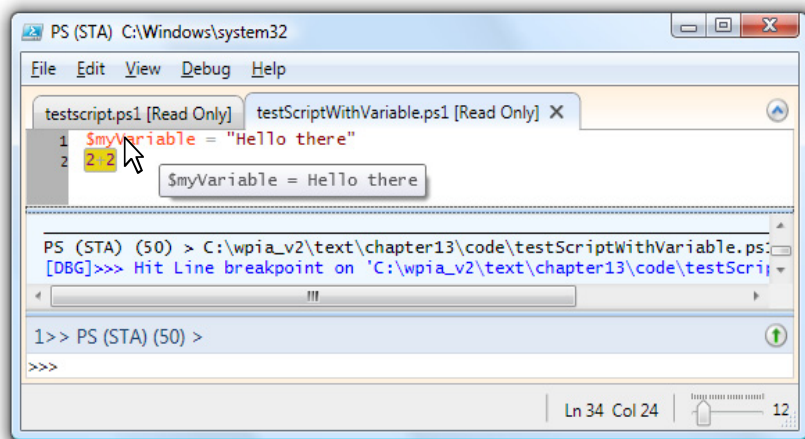 PS (STA) C:\Windows\system32
File Edit View Debug Help
testscript.ps1 [Read Only] testScriptWithVariable.ps1 [Read Only] X
1 $myVariable = "Hello there"
2 2+2
$myVariable = Hello there
PS (STA) (50) > C:\wpia_v2\text\chapter13\code\testScriptWithVariable.ps1
[DBG]>>> Hit Line breakpoint on 'C:\wpia_v2\text\chapter13\code\testScrip
1>> PS (STA) (50) >
>>>
Ln 34 Col 24 12